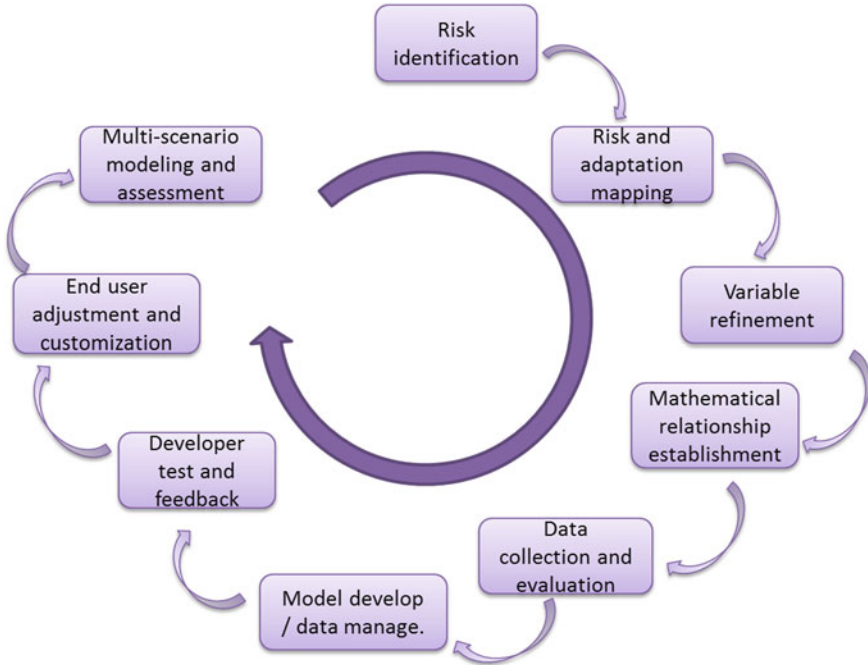 Risk
identification
Risk and
adaptation
mapping
Variable
refinement
Mathematical
relationship
establishment
Data
collection and
evaluation
Model develop
/ data manage.
Developer
test and
feedback
End user
adjustment and
customization
Multi-scenario
modeling and
assessment